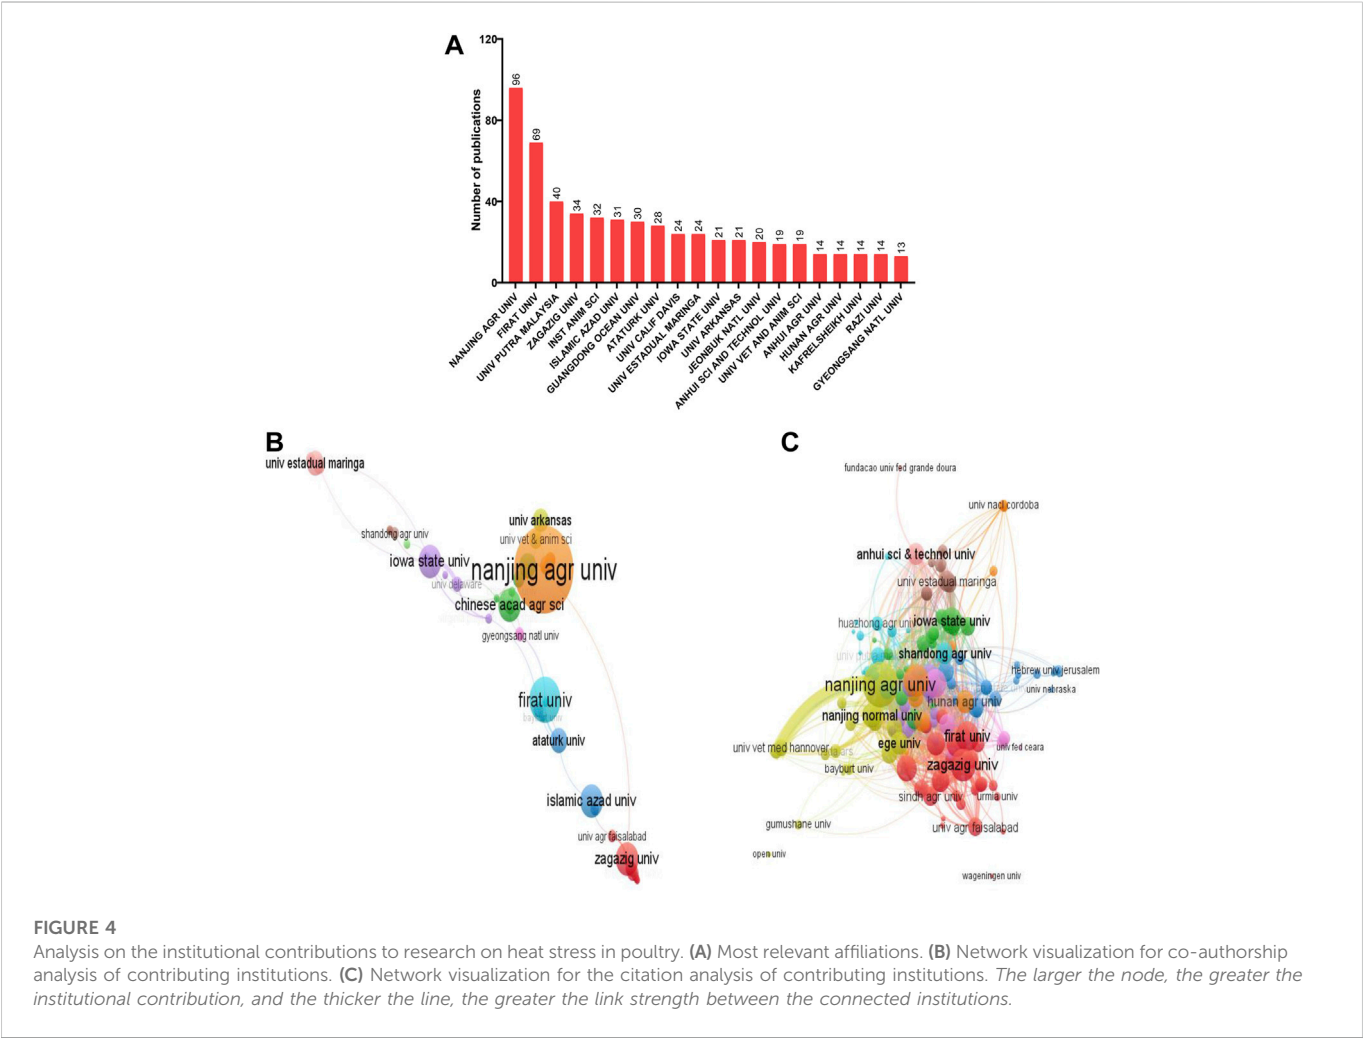 A
120
80
40
0
Number of publications
96
69
40
34
32
31
30
28
24
24
21
21
20
19
19
14
14
14
14
13
NANJING AGR UNIV
FIRAT UNIV
UNIV PUTRA MALAYSIA
ZAGAZIG UNIV
INST ANIM SCI
ISLAMIC AZAD UNIV
GUANGDONG OCEAN UNIV
ATATURK UNIV
UNIV CALIF DAVIS
UNIV ESTADUAL MARINGA
IOWA STATE UNIV
UNIV ARKANSAS
JEONBUK NATL UNIV
ANHUI SCI AND TECHNOL UNIV
UNIV VET AND ANIM SCI
ANHUI AGR UNIV
HUNAN AGR UNIV
KAFRELSHEIKH UNIV
RAZI UNIV
GYEONGSANG NATL UNIV
B
univ estadual maringa
univ arkansas
shandong agr univ
univ vet & anim sci
iowa state univ
nanjing agr univ
univ delaware
chinese acad agr sci
gyeongsang natl univ
firat univ
ataturk univ
islamic azad univ
univ agr faisalabad
zagazig univ
C
fundacao univ fed grande doura
univ nacl cordoba
anhui sci & technol univ
univ estadual maringa
huazhong agr univ
iowa state univ
shandong agr univ
hebrew univ jerusalem
nanjing agr univ
univ nebraska
hunan agr univ
nanjing normal univ
firat univ
ege univ
univ vet med hannover
univ fed ceara
bayburt univ
zagazig univ
sindh agr univ
urmia univ
gumushane univ
univ agr faisalabad
open univ
wageningen univ
FIGURE 4
Analysis on the institutional contributions to research on heat stress in poultry. (A) Most relevant affiliations. (B) Network visualization for co-authorship
analysis of contributing institutions. (C) Network visualization for the citation analysis of contributing institutions. The larger the node, the greater the
institutional contribution, and the thicker the line, the greater the link strength between the connected institutions.